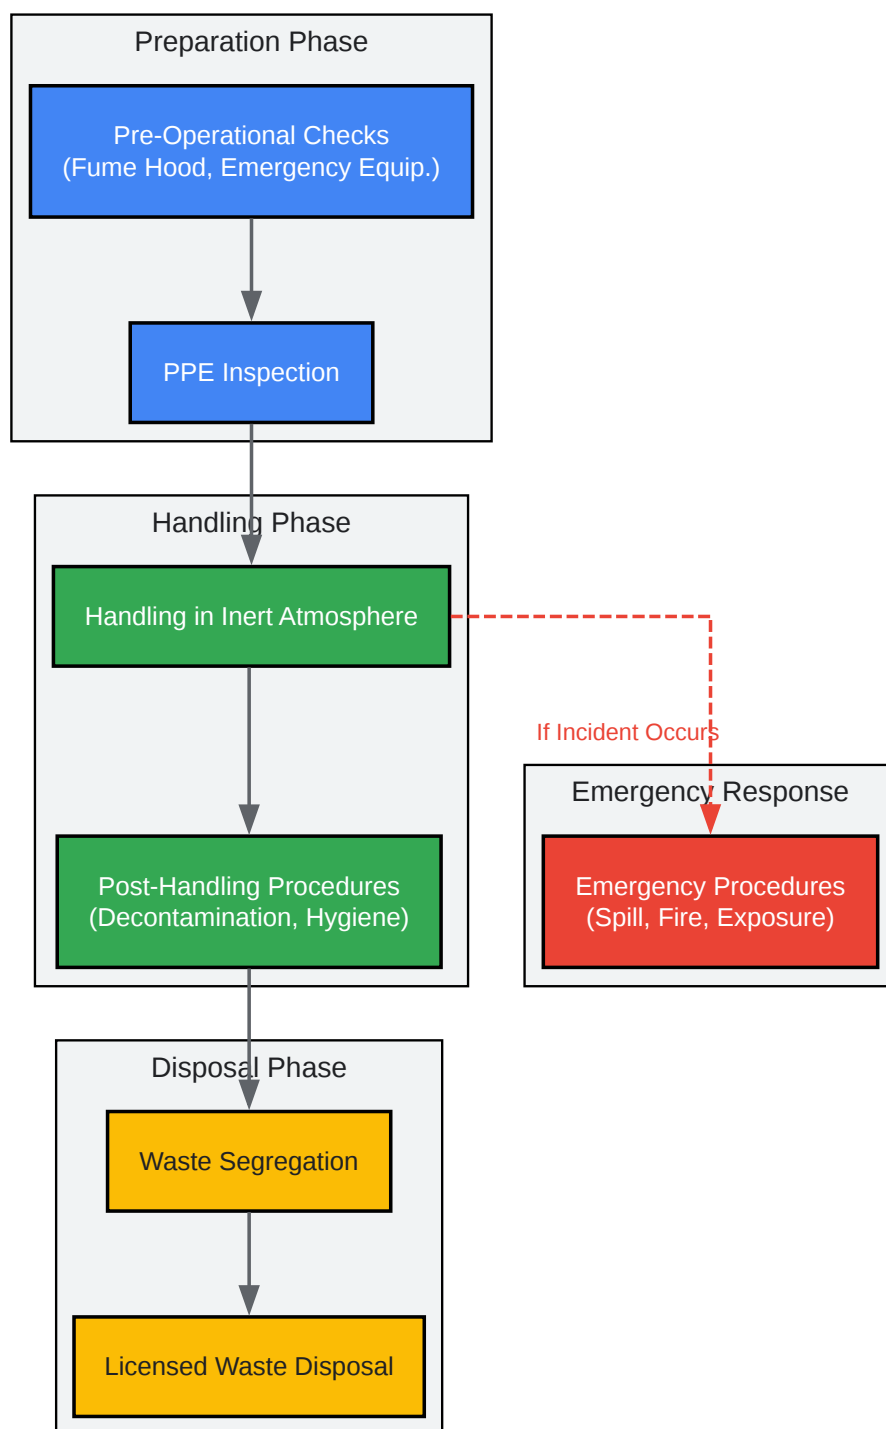 Preparation Phase
Pre-Operational Checks
(Fume Hood, Emergency Equip.)
PPE Inspection
Handling Phase
Handling in Inert Atmosphere
If Incident Occurs
Emergency Response
Post-Handling Procedures
(Decontamination, Hygiene)
Emergency Procedures
(Spill, Fire, Exposure)
Disposal Phase
Waste Segregation
Licensed Waste Disposal